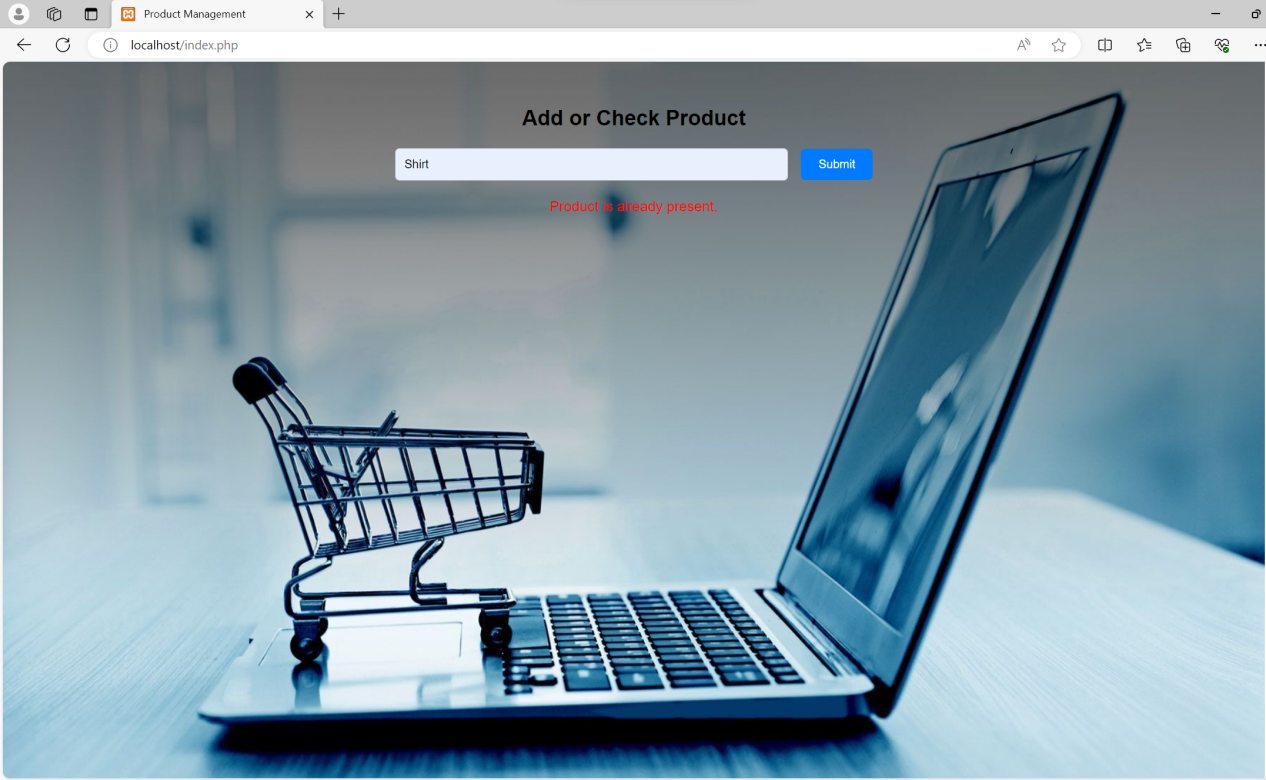 Product Management
localhost/index.php
Add or Check Product
Shirt
Submit
Product is already present.